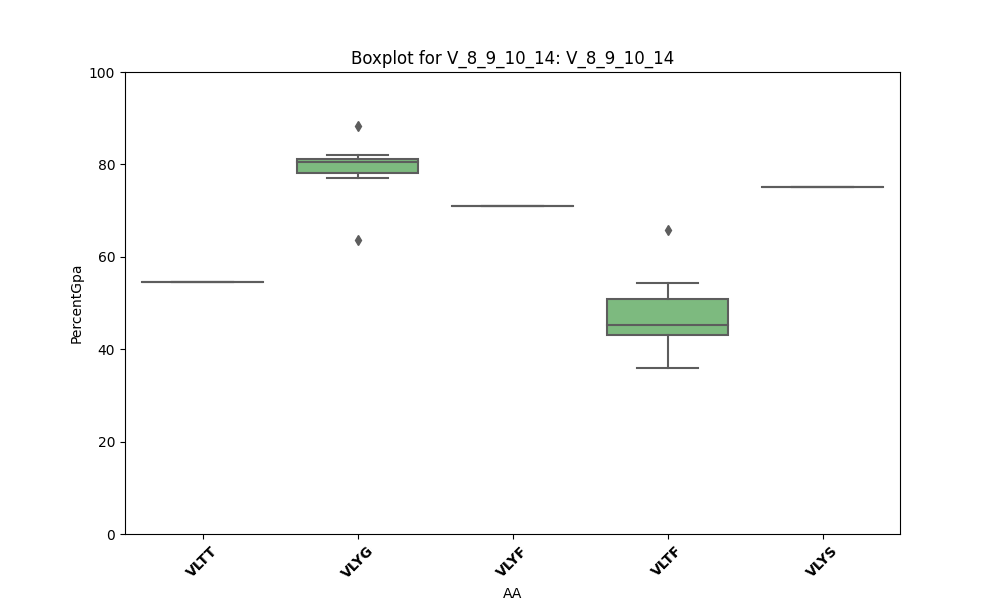 Boxplot for V_8_9_10_14: V_8_9_10_14
100
80
60
40
20
0
PercentGpa
VLTT
VLYG
VLYF
VLTF
VLYS
AA